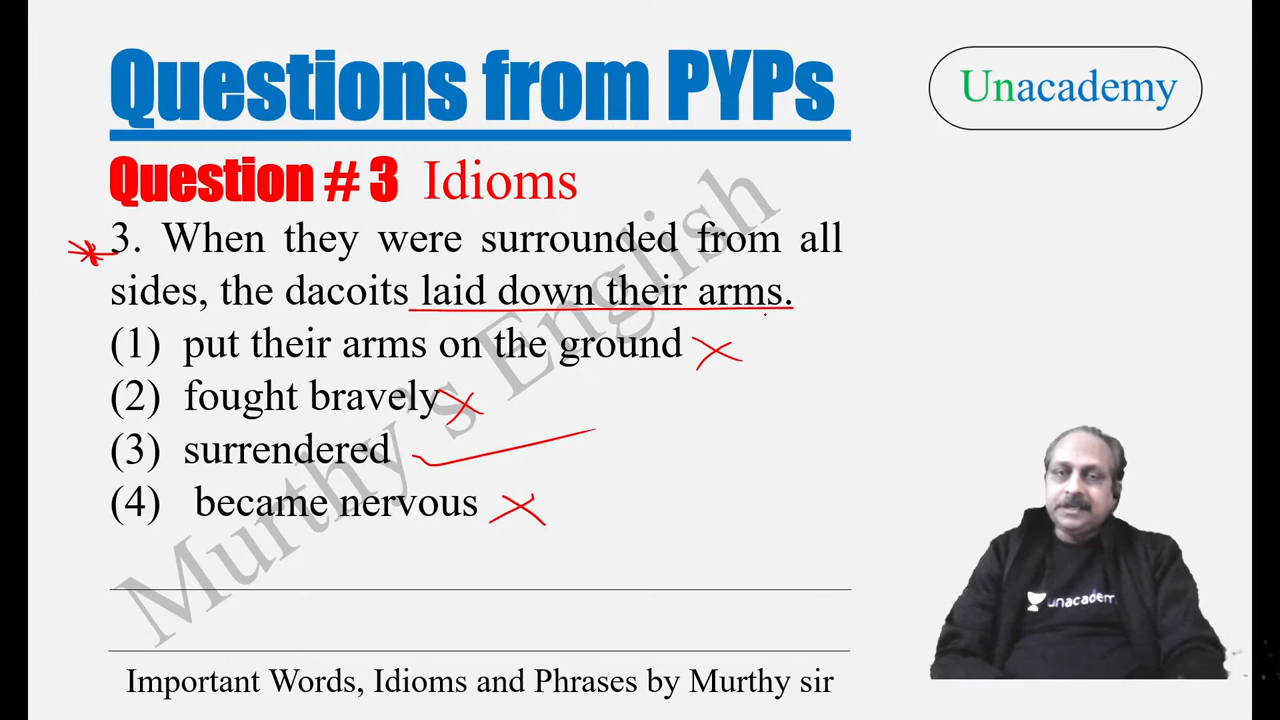 Questions from PYPs
Unacademy
Question # 3 Idioms
3. When they were surrounded from all
sides, the dacoits laid down their arms.
(1) put their arms on the ground
(2) fought bravely
(3) surrendered
(4) became nervous
Murthy's English
unacademy
Important Words, Idioms and Phrases by Murthy sir